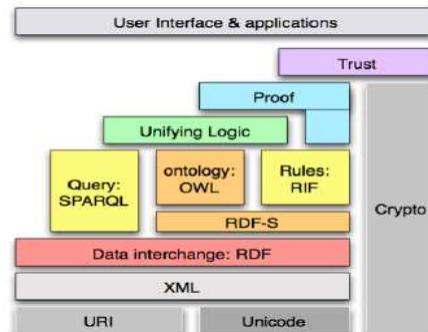 User Interface & applications
Trust
Proof
Unifying Logic
Query:
SPARQL
ontology:
OWL
Rules:
RIF
Crypto
RDF-S
Data interchange: RDF
XML
URI
Unicode